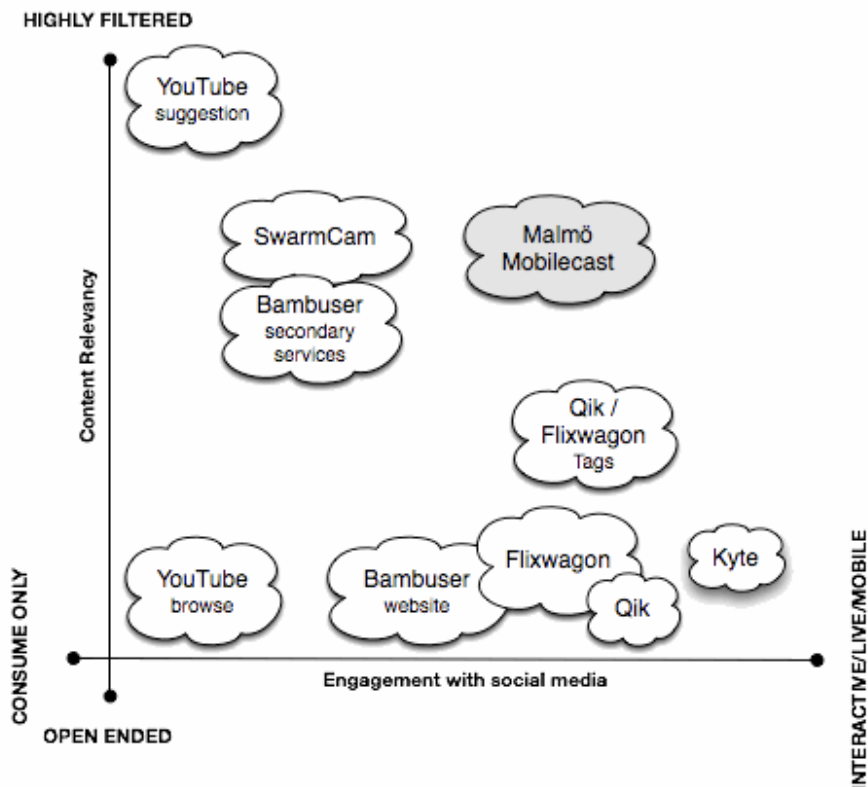 HIGHLY FILTERED
YouTube
suggestion
SwarmCam
Malmö
Mobilecast
Bambuser
secondary
services
Content Relevancy
Qik /
Flixwagon
Tags
YouTube
browse
Bambuser
website
Flixwagon
Qik
Kyte
CONSUME ONLY
Engagement with social media
INTERACTIVE/LIVE/MOBILE
OPEN ENDED